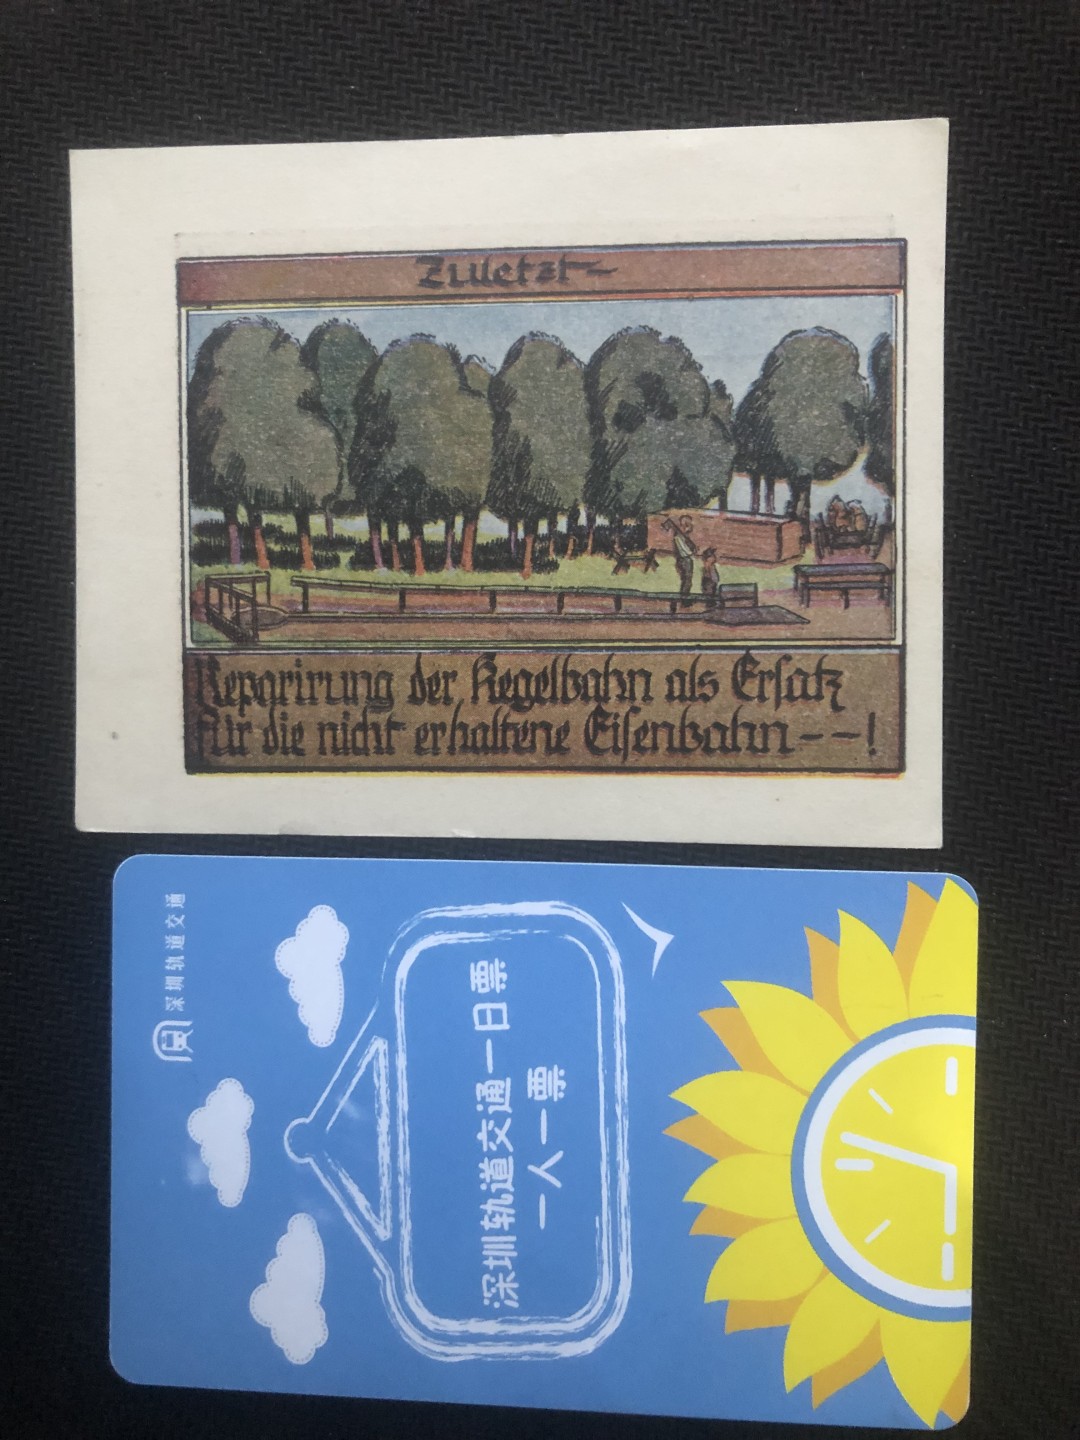 Zuletzt-
Reparirung der Kegelbahn als Ersatz
für die nicht erhaltene Eisenbahn---!
深圳轨道交通
深圳轨道交通一日票
一人一票